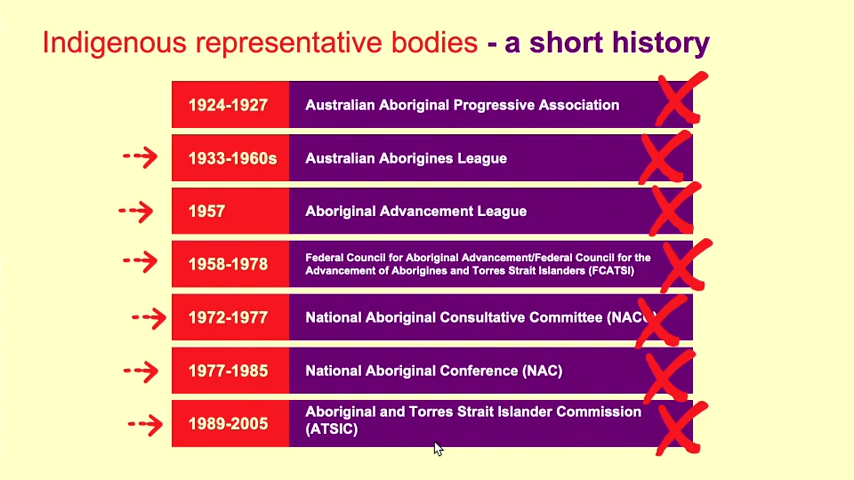 Indigenous representative bodies - a short history
1924-1927 Australian Aboriginal Progressive Association
1933-1960s Australian Aborigines League
1957 Aboriginal Advancement League
1958-1978 Federal Council for Aboriginal Advancement/Federal Council for the
Advancement of Aborigines and Torres Strait Islanders (FCATSI)
1972-1977 National Aboriginal Consultative Committee (NACC)
1977-1985 National Aboriginal Conference (NAC)
1989-2005 Aboriginal and Torres Strait Islander Commission
(ATSIC)